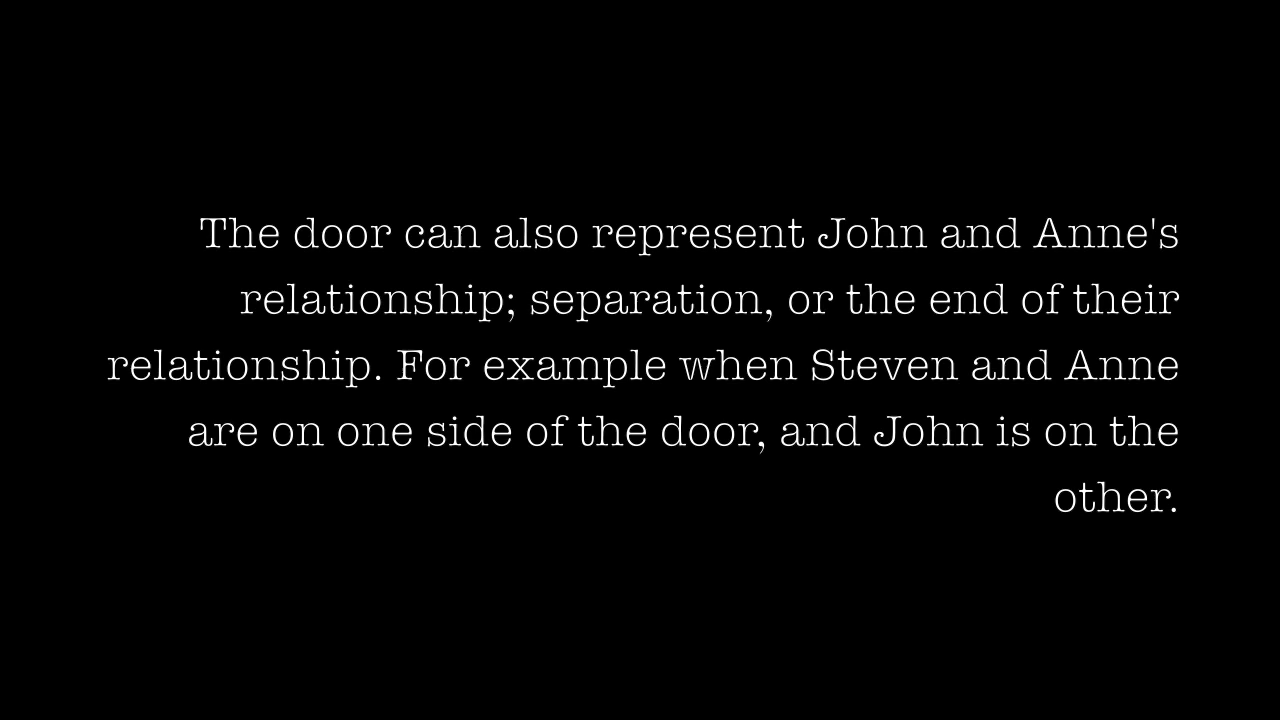 The door can also represent John and Anne's
relationship; separation, or the end of their
relationship. For example when Steven and Anne
are on one side of the door, and John is on the
other.